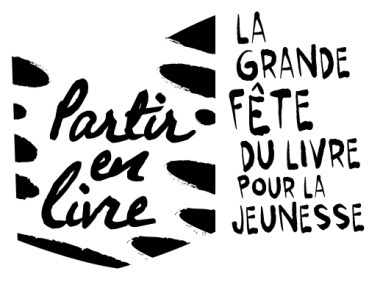 Partir
en
livre
LA
GRANDE
FÊTE
DU LIVRE
POUR LA
JEUNESSE